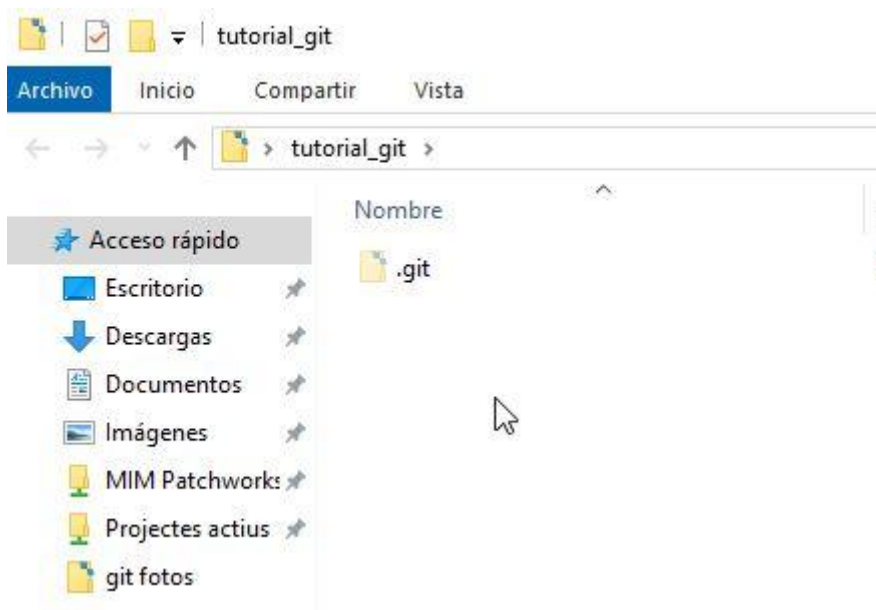 tutorial_git
Archivo Inicio Compartir Vista
tutorial_git
Nombre
Acceso rápido
.git
Escritorio
Descargas
Documentos
Imágenes
MIM Patchworks
Projectes actius
git fotos